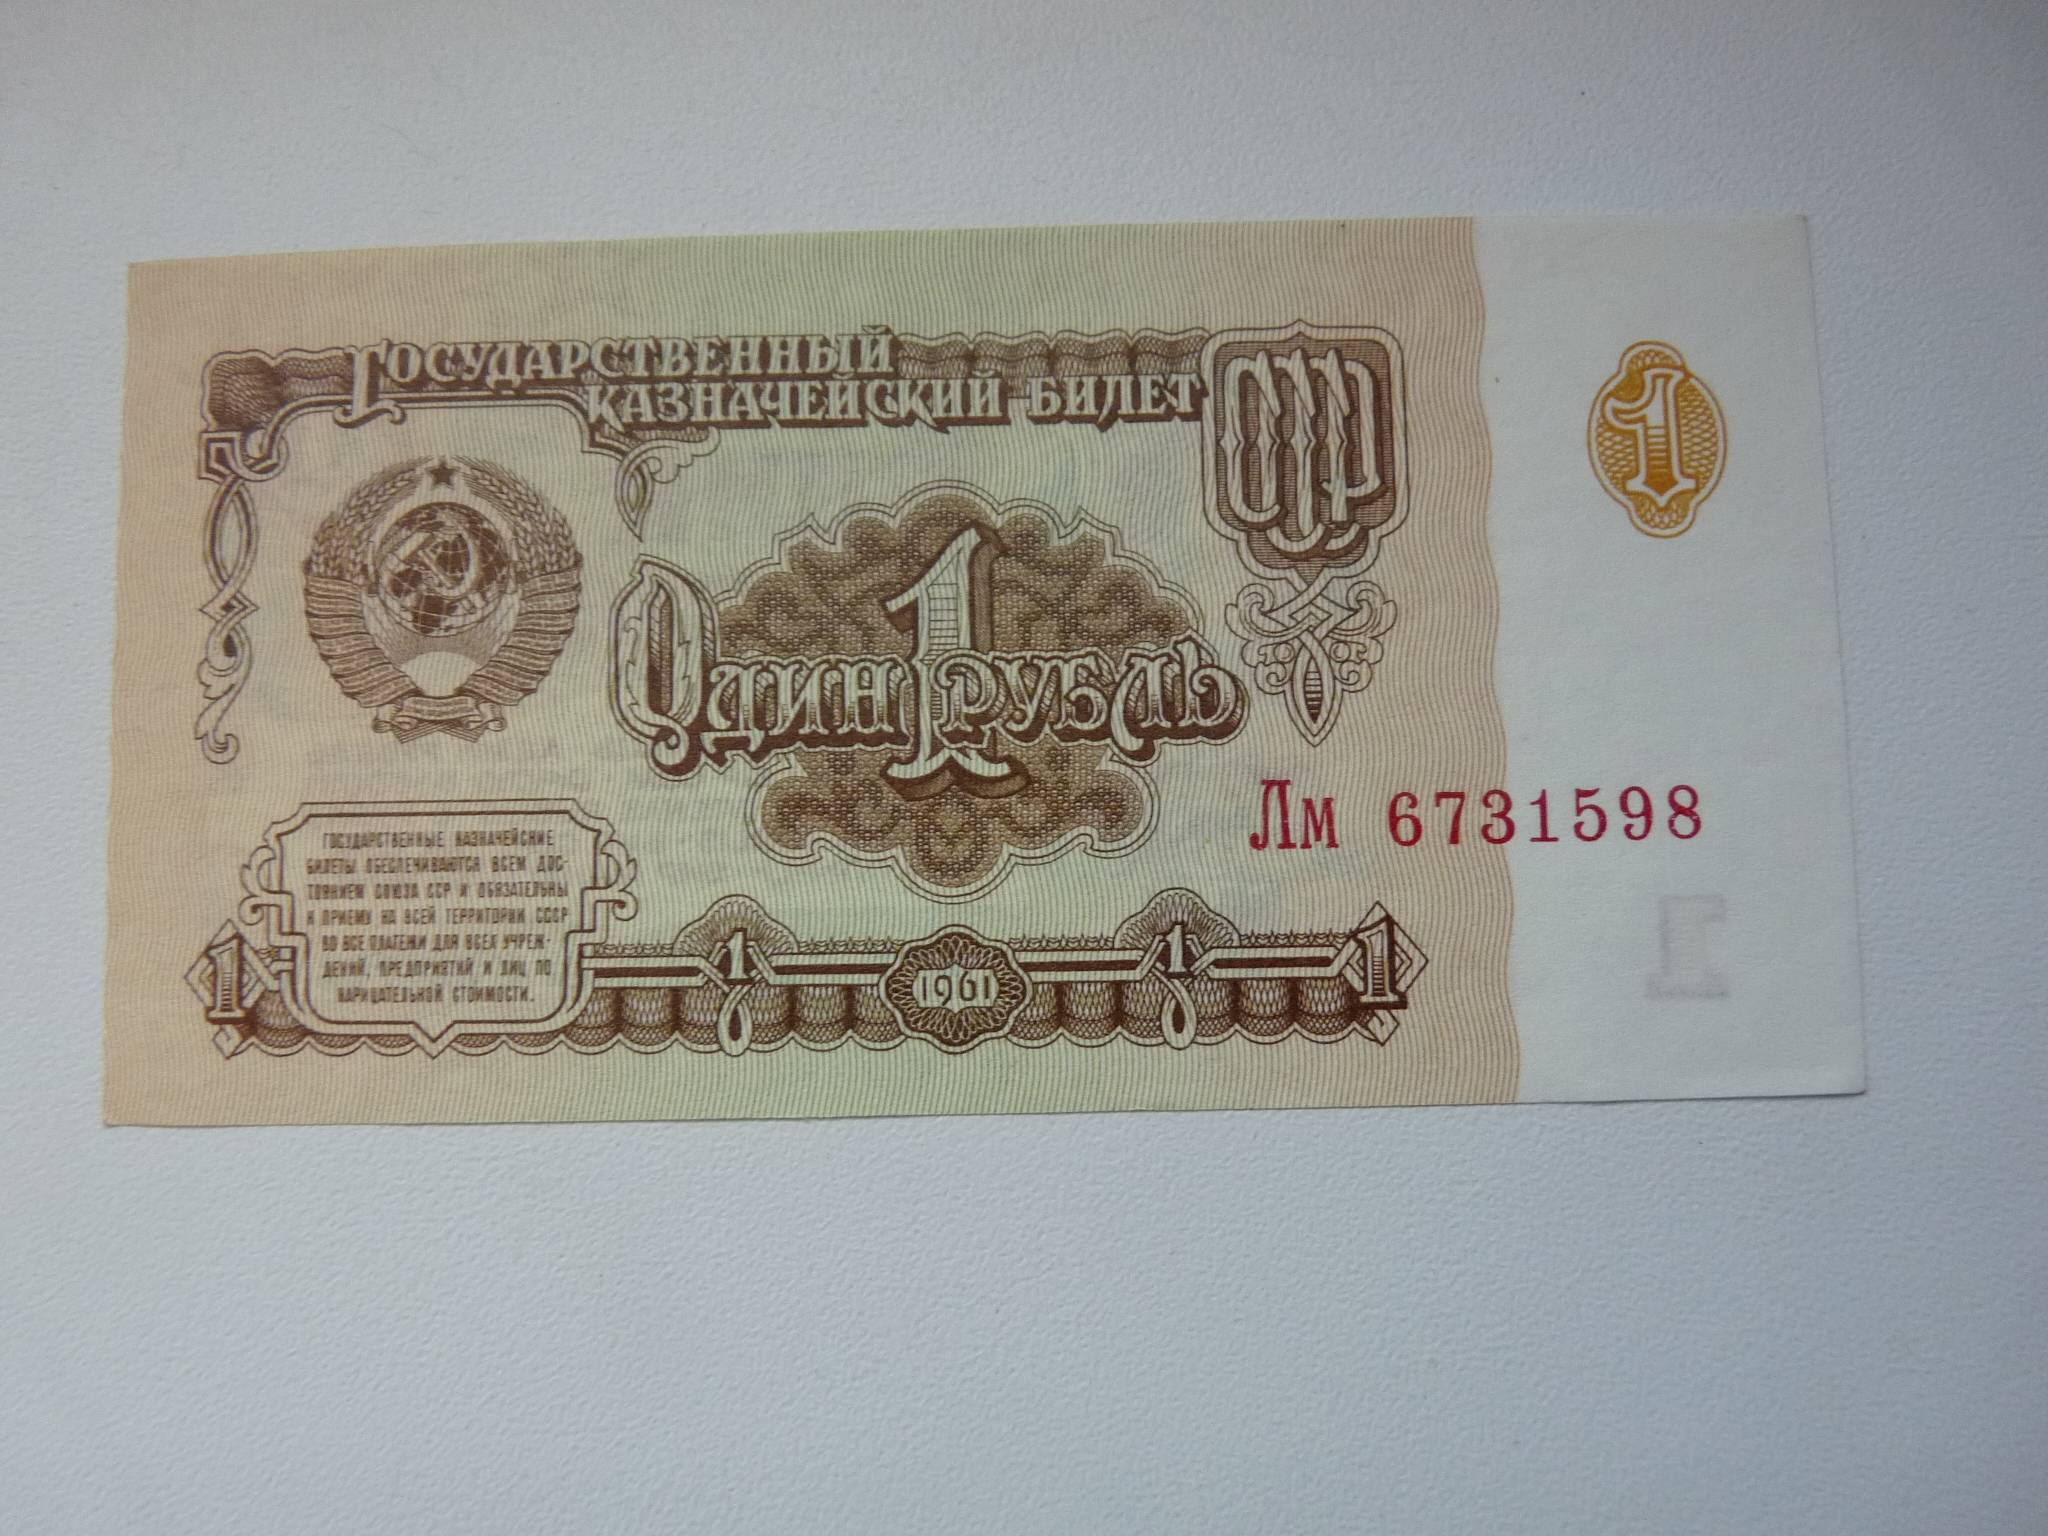 Государственный
казначейский билет
СССР
1
Один 1 рубль
Лм 6731598
ГОСУДАРСТВЕННЫЕ КАЗНАЧЕЙСКИЕ
БИЛЕТЫ ОБЕСПЕЧИВАЮТСЯ ВСЕМ ДОС-
ТОЯНИЕМ СОЮЗА ССР И ОБЯЗАТЕЛЬНЫ
К ПРИЕМУ НА ВСЕЙ ТЕРРИТОРИИ СССР
ВО ВСЕ ПЛАТЕЖИ ДЛЯ ВСЕХ УЧРЕЖ-
ДЕНИЙ, ПРЕДПРИЯТИЙ И ЛИЦ ПО
НАРИЦАТЕЛЬНОЙ СТОИМОСТИ.
1 1 1961 1 1